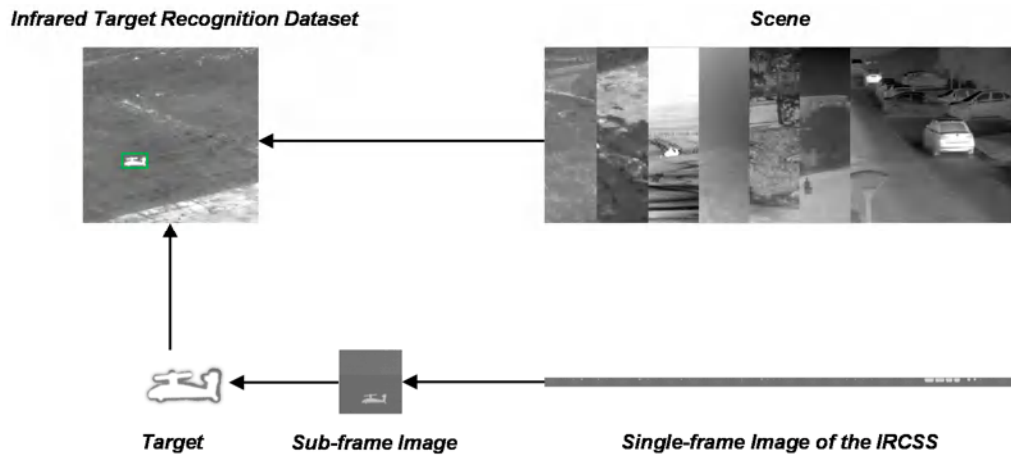 Infrared Target Recognition Dataset
Scene
Target
Sub-frame Image
Single-frame Image of the IRCSS